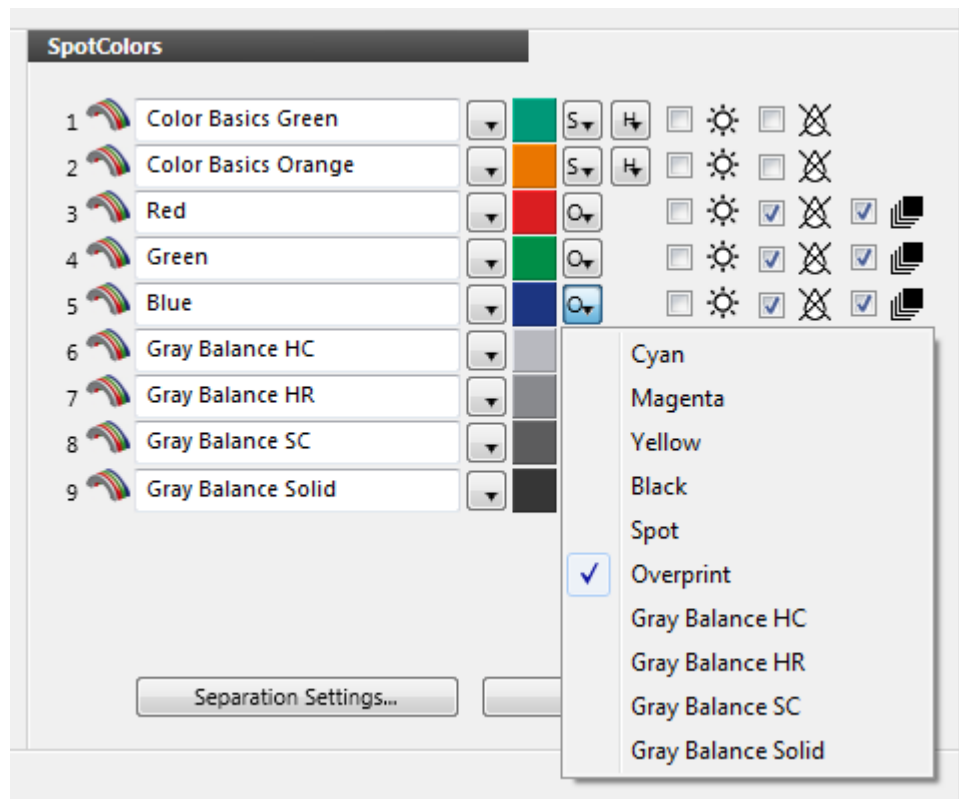 SpotColors
1 Color Basics Green S H
2 Color Basics Orange S H
3 Red O
4 Green O
5 Blue O
6 Gray Balance HC
7 Gray Balance HR
8 Gray Balance SC
9 Gray Balance Solid
Cyan
Magenta
Yellow
Black
Spot
Overprint
Gray Balance HC
Gray Balance HR
Gray Balance SC
Gray Balance Solid
Separation Settings...